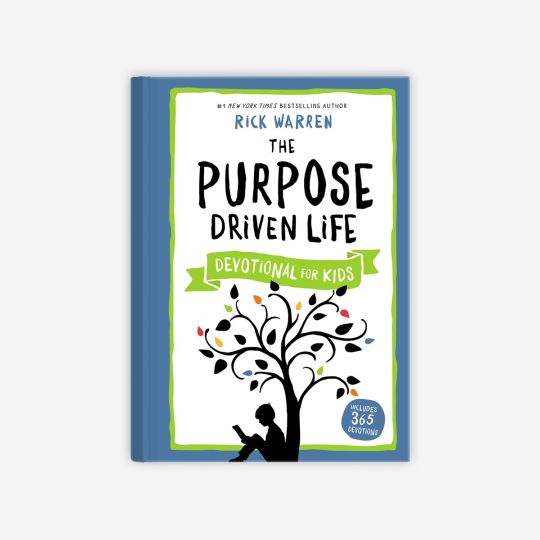 #1 NEW YORK TIMES BESTSELLING AUTHOR
RiCK WARREN
THE
PURPOSE
DRiVEN LiFE
DEVOTiONAL FOR KiDS
INCLUDES
365
DEVOTIONS